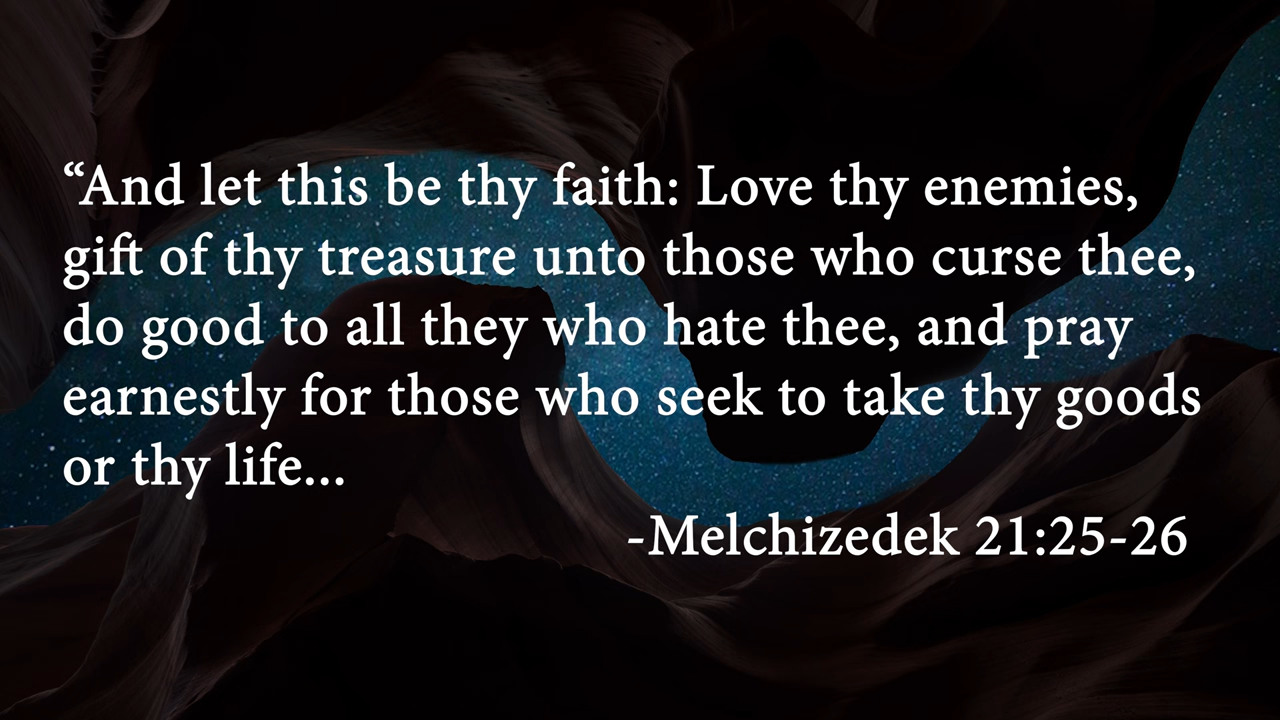 “And let this be thy faith: Love thy enemies,
gift of thy treasure unto those who curse thee,
do good to all they who hate thee, and pray
earnestly for those who seek to take thy goods
or thy life...
-Melchizedek 21:25-26